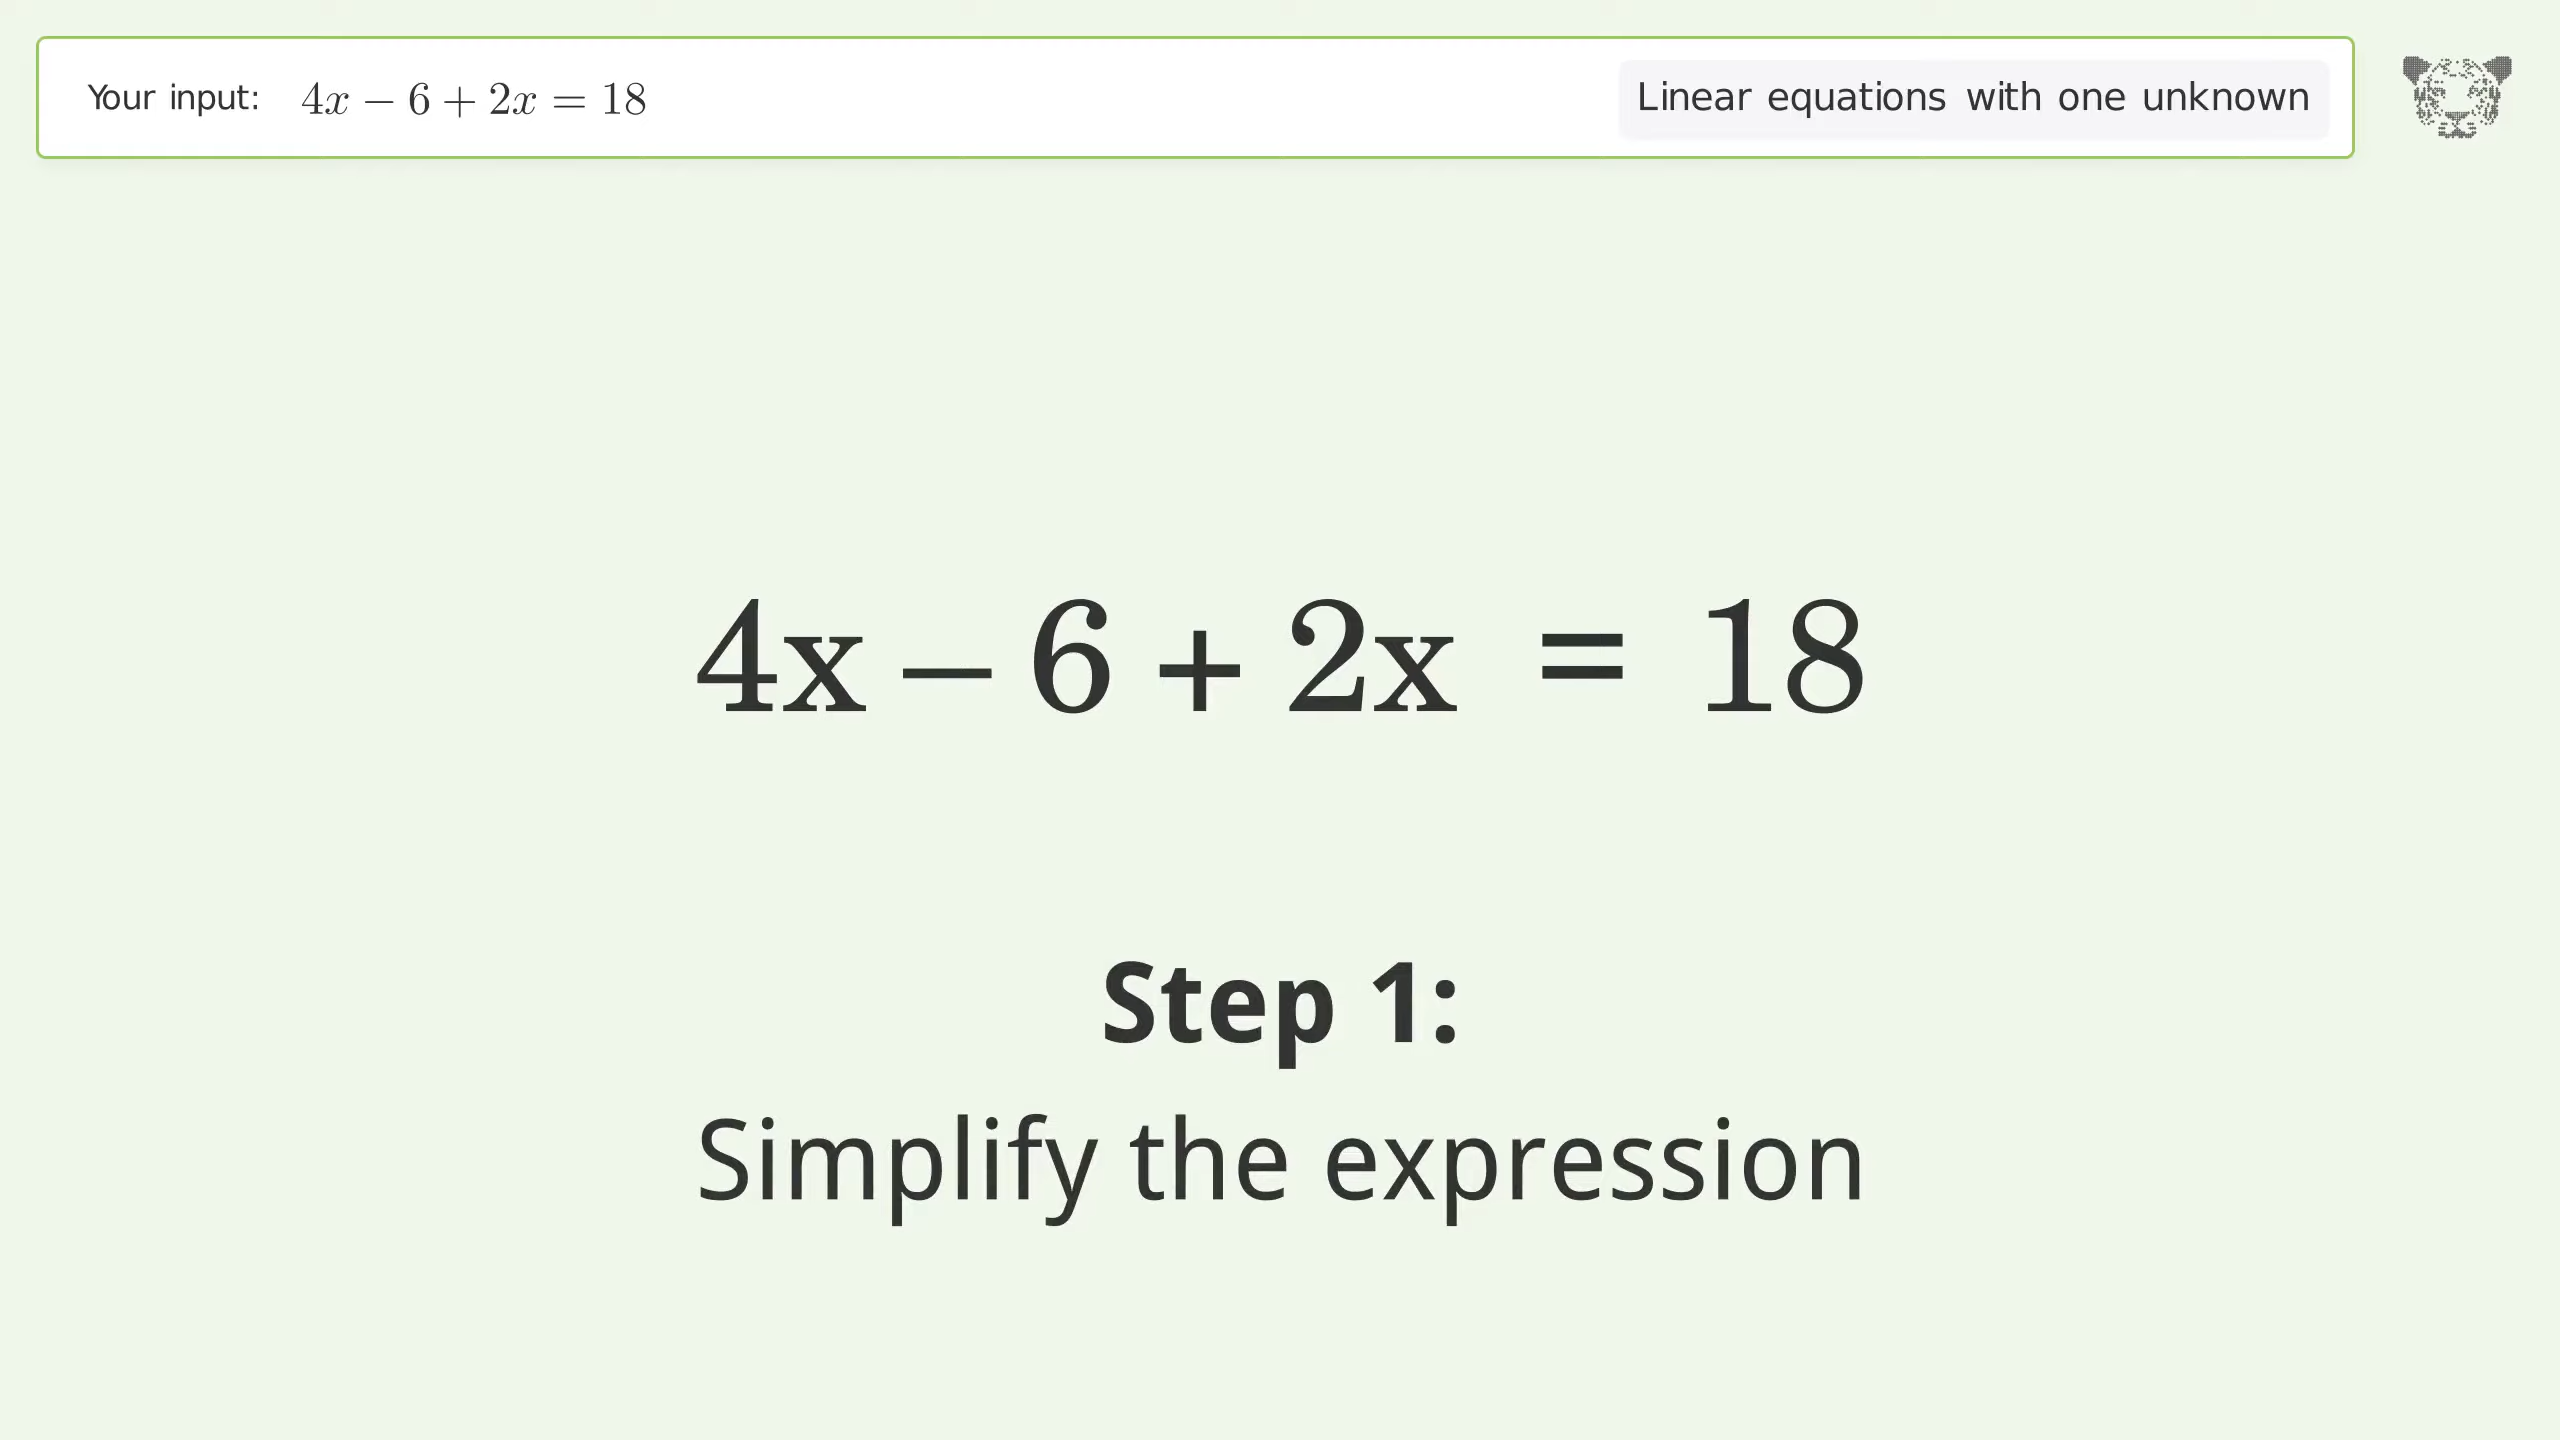 Your input: 4x − 6 + 2x = 18
Linear equations with one unknown
4x – 6 + 2x = 18
Step 1:
Simplify the expression